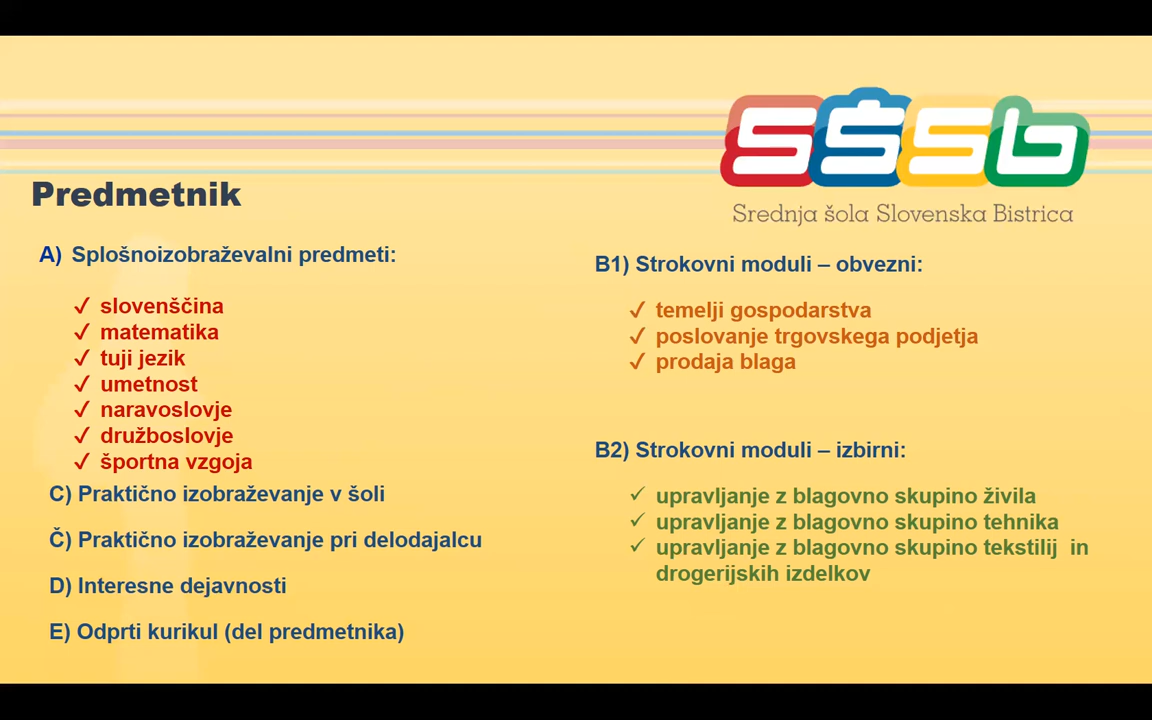 SŠSb
Srednja šola Slovenska Bistrica
Predmetnik
A) Splošnoizobraževalni predmeti:
✓ slovenščina
✓ matematika
✓ tuji jezik
✓ umetnost
✓ naravoslovje
✓ družboslovje
✓ športna vzgoja
C) Praktično izobraževanje v šoli
Č) Praktično izobraževanje pri delodajalcu
D) Interesne dejavnosti
E) Odprti kurikul (del predmetnika)
B1) Strokovni moduli – obvezni:
✓ temelji gospodarstva
✓ poslovanje trgovskega podjetja
✓ prodaja blaga
B2) Strokovni moduli – izbirni:
✓ upravljanje z blagovno skupino živila
✓ upravljanje z blagovno skupino tehnika
✓ upravljanje z blagovno skupino tekstilij in
drogerijskih izdelkov